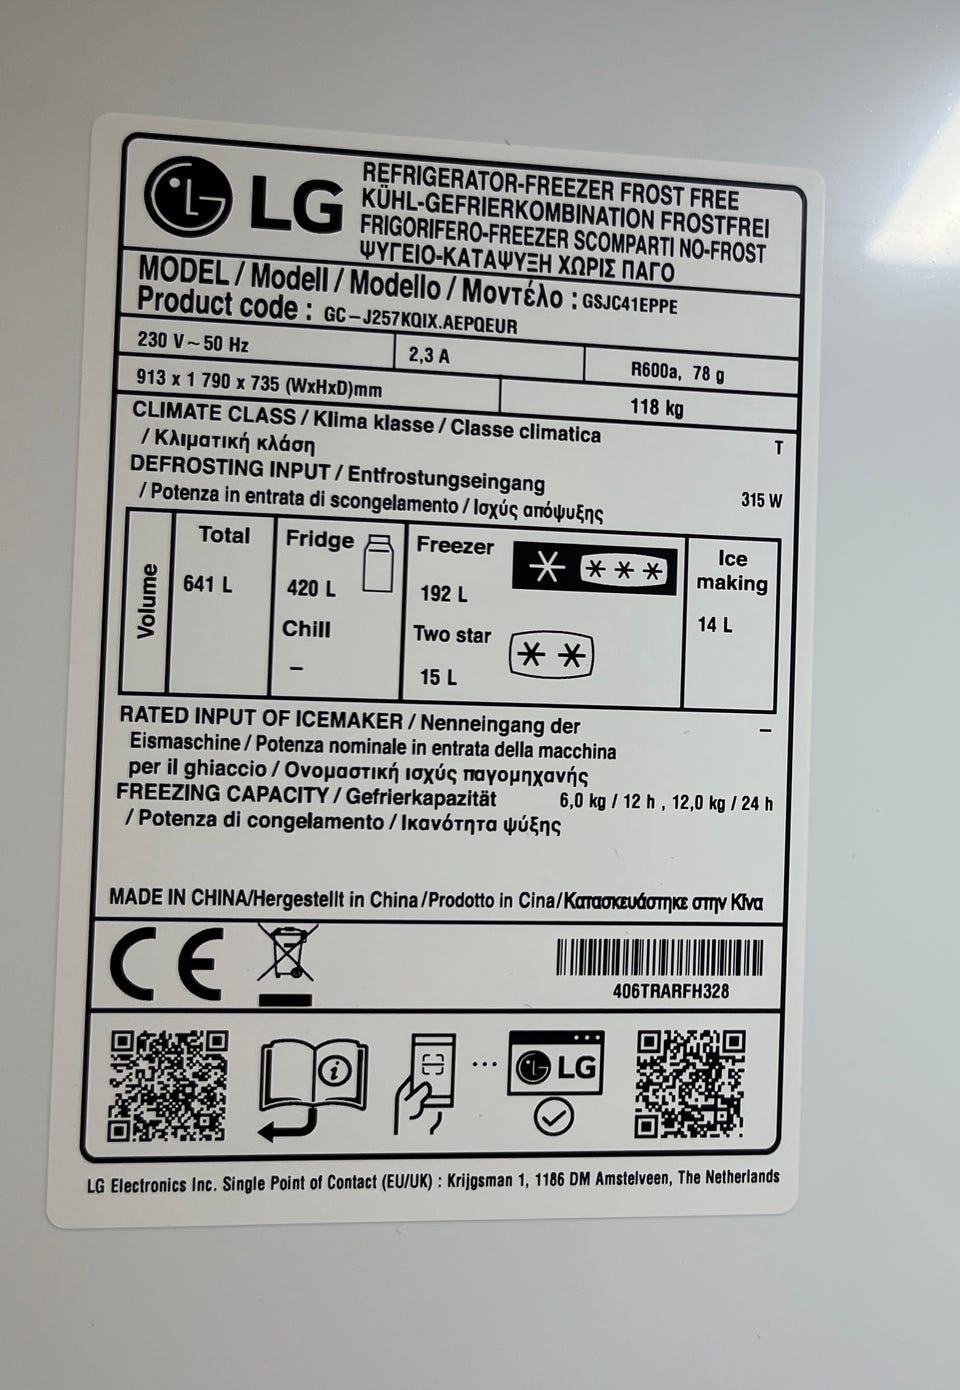 LG
REFRIGERATOR-FREEZER FROST FREE
KÜHL-GEFRIERKOMBINATION FROSTFREI
FRIGORIFERO-FREEZER SCOMPARTI NO-FROST
ΨΥΓΕΙΟ-ΚΑΤΑΨΥΞΗ ΧΩΡΙΣ ΠΑΓΟ
MODEL / Modell / Modello / Μοντέλο : GSJC41EPPE
Product code : GC-J257KQIX.AEPQEUR
230 V~50 Hz
2,3 A
R600a, 78 g
913 x 1 790 x 735 (WxHxD)mm
118 kg
CLIMATE CLASS / Klima klasse / Classe climatica
/ Κλιματική κλάση
T
DEFROSTING INPUT / Entfrostungseingang
/ Potenza in entrata di scongelamento / Ισχύς απόψυξης
315 W
Volume
Total
641 L
Fridge
420 L
Chill
–
Freezer
192 L
Two star
15 L
Ice
making
14 L
RATED INPUT OF ICEMAKER / Nenneingang der
Eismaschine / Potenza nominale in entrata della macchina
per il ghiaccio / Ονομαστική ισχύς παγομηχανής
–
FREEZING CAPACITY / Gefrierkapazität 6,0 kg / 12 h , 12,0 kg / 24 h
/ Potenza di congelamento / Ικανότητα ψύξης
MADE IN CHINA/Hergestellt in China/Prodotto in Cina/Κατασκευάστηκε στην Κίνα
CE
406TRARFH328
i
... LG
LG Electronics Inc. Single Point of Contact (EU/UK) : Krijgsman 1, 1186 DM Amstelveen, The Netherlands